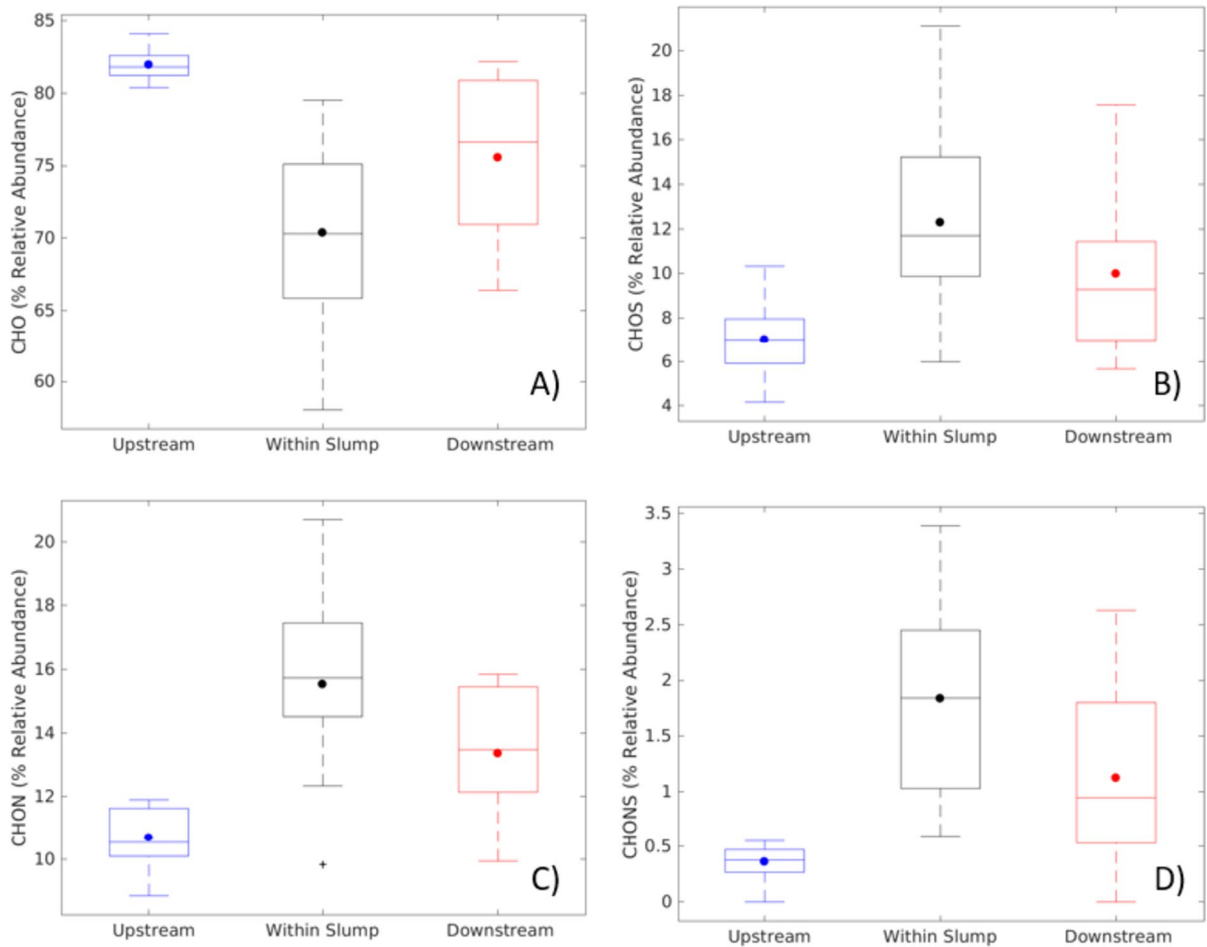 CHO (% Relative Abundance)
85
80
75
70
65
60
Upstream Within Slump Downstream
A)
CHOS (% Relative Abundance)
20
18
16
14
12
10
8
6
4
Upstream Within Slump Downstream
B)
CHON (% Relative Abundance)
20
18
16
14
12
10
Upstream Within Slump Downstream
C)
CHONS (% Relative Abundance)
3.5
3
2.5
2
1.5
1
0.5
0
Upstream Within Slump Downstream
D)